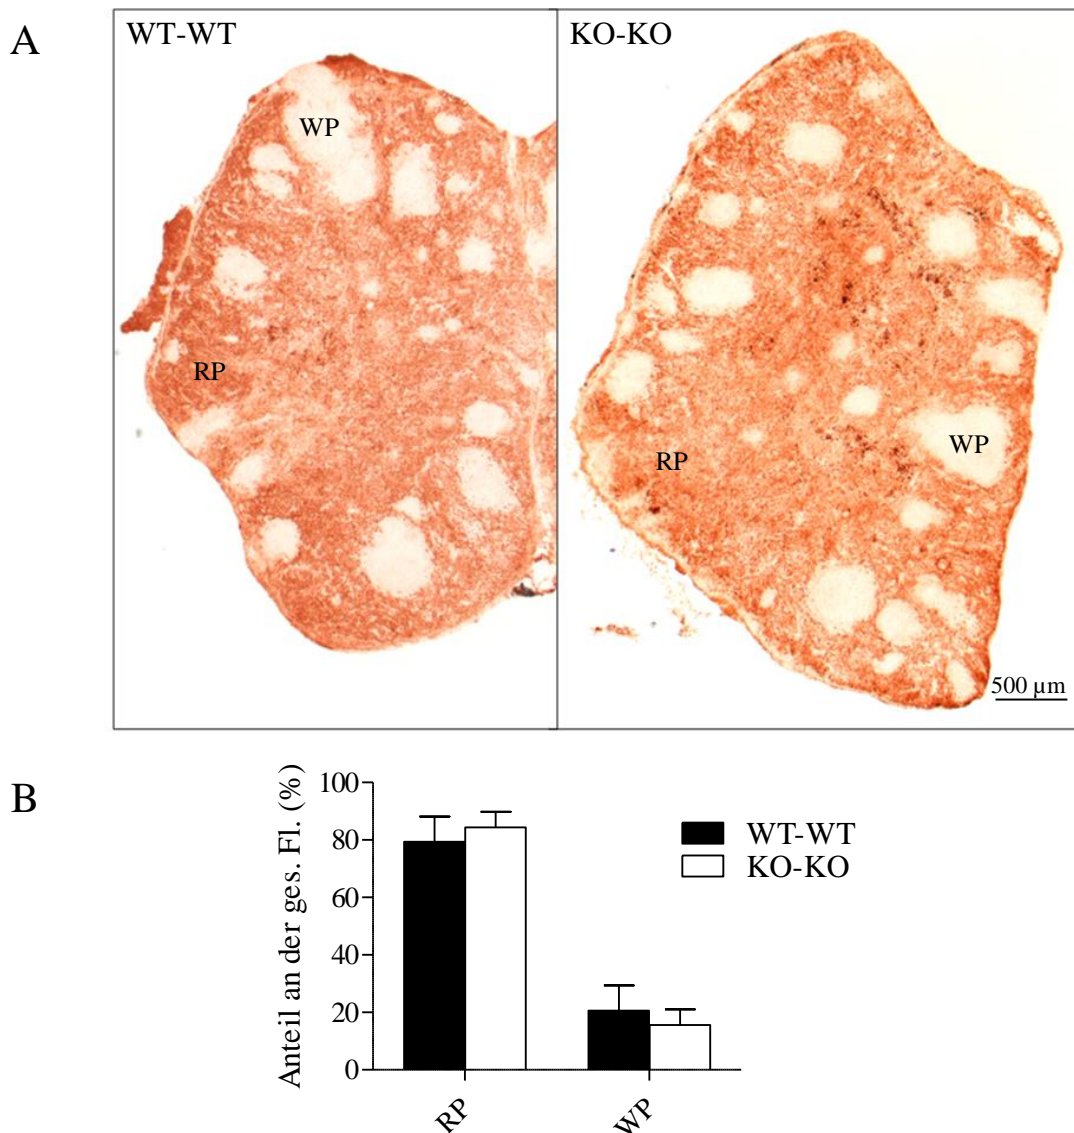 A
WT-WT
KO-KO
WP
RP
RP
WP
500 µm
B
Anteil an der ges. Fl. (%)
100
80
60
40
20
0
WT-WT
KO-KO
RP
WP